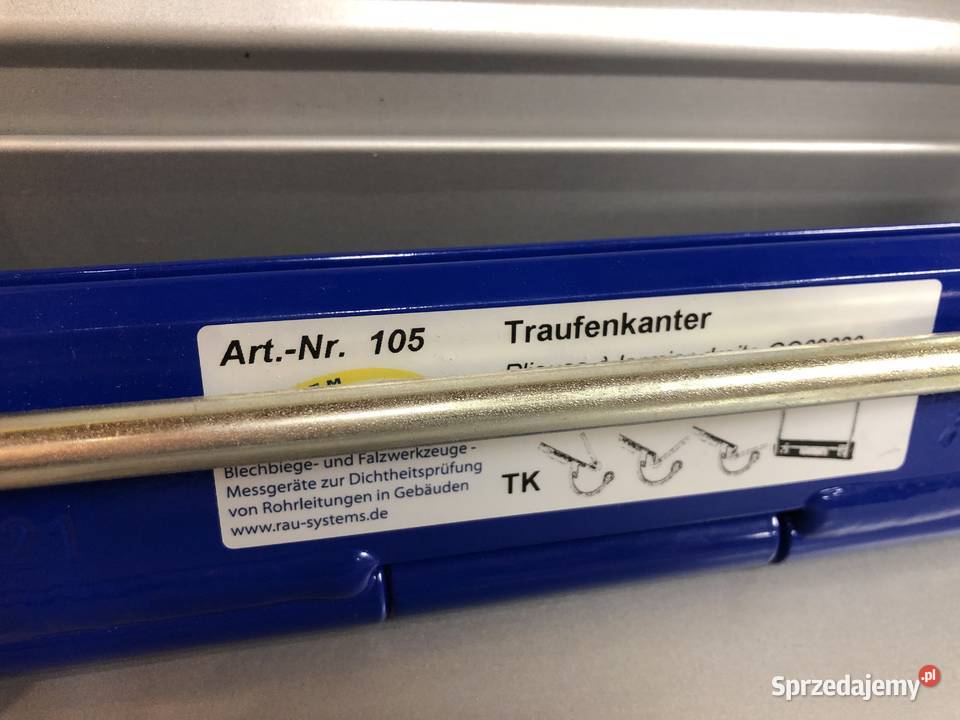 Art.-Nr. 105
Traufenkanter
Blechbiege- und Falzwerkzeuge -
Messgeräte zur Dichtheitsprüfung
von Rohrleitungen in Gebäuden
www.rau-systems.de
TK
21
Sprzedajemy.pl